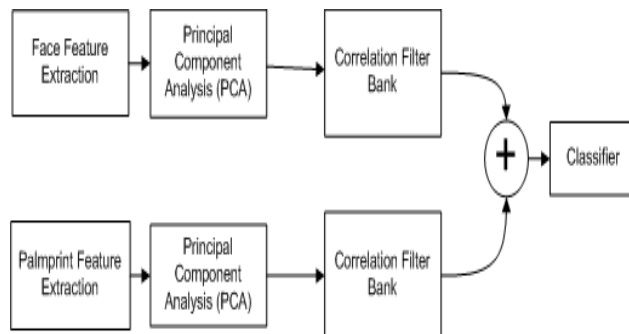 Face Feature
Extraction
Principal
Component
Analysis (PCA)
Correlation Filter
Bank
+
Classifier
Palmprint Feature
Extraction
Principal
Component
Analysis (PCA)
Correlation Filter
Bank